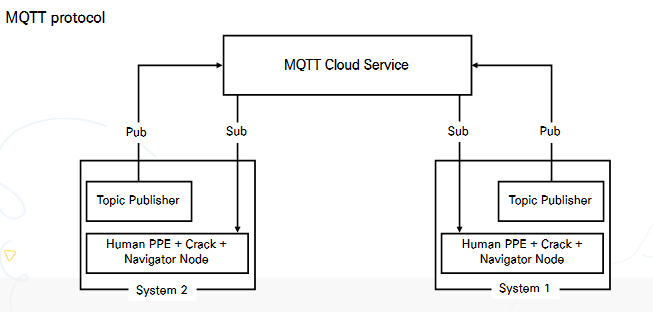 MQTT protocol
MQTT Cloud Service
Pub
Sub
Sub
Pub
Topic Publisher
Human PPE + Crack +
Navigator Node
System 2
Topic Publisher
Human PPE + Crack +
Navigator Node
System 1